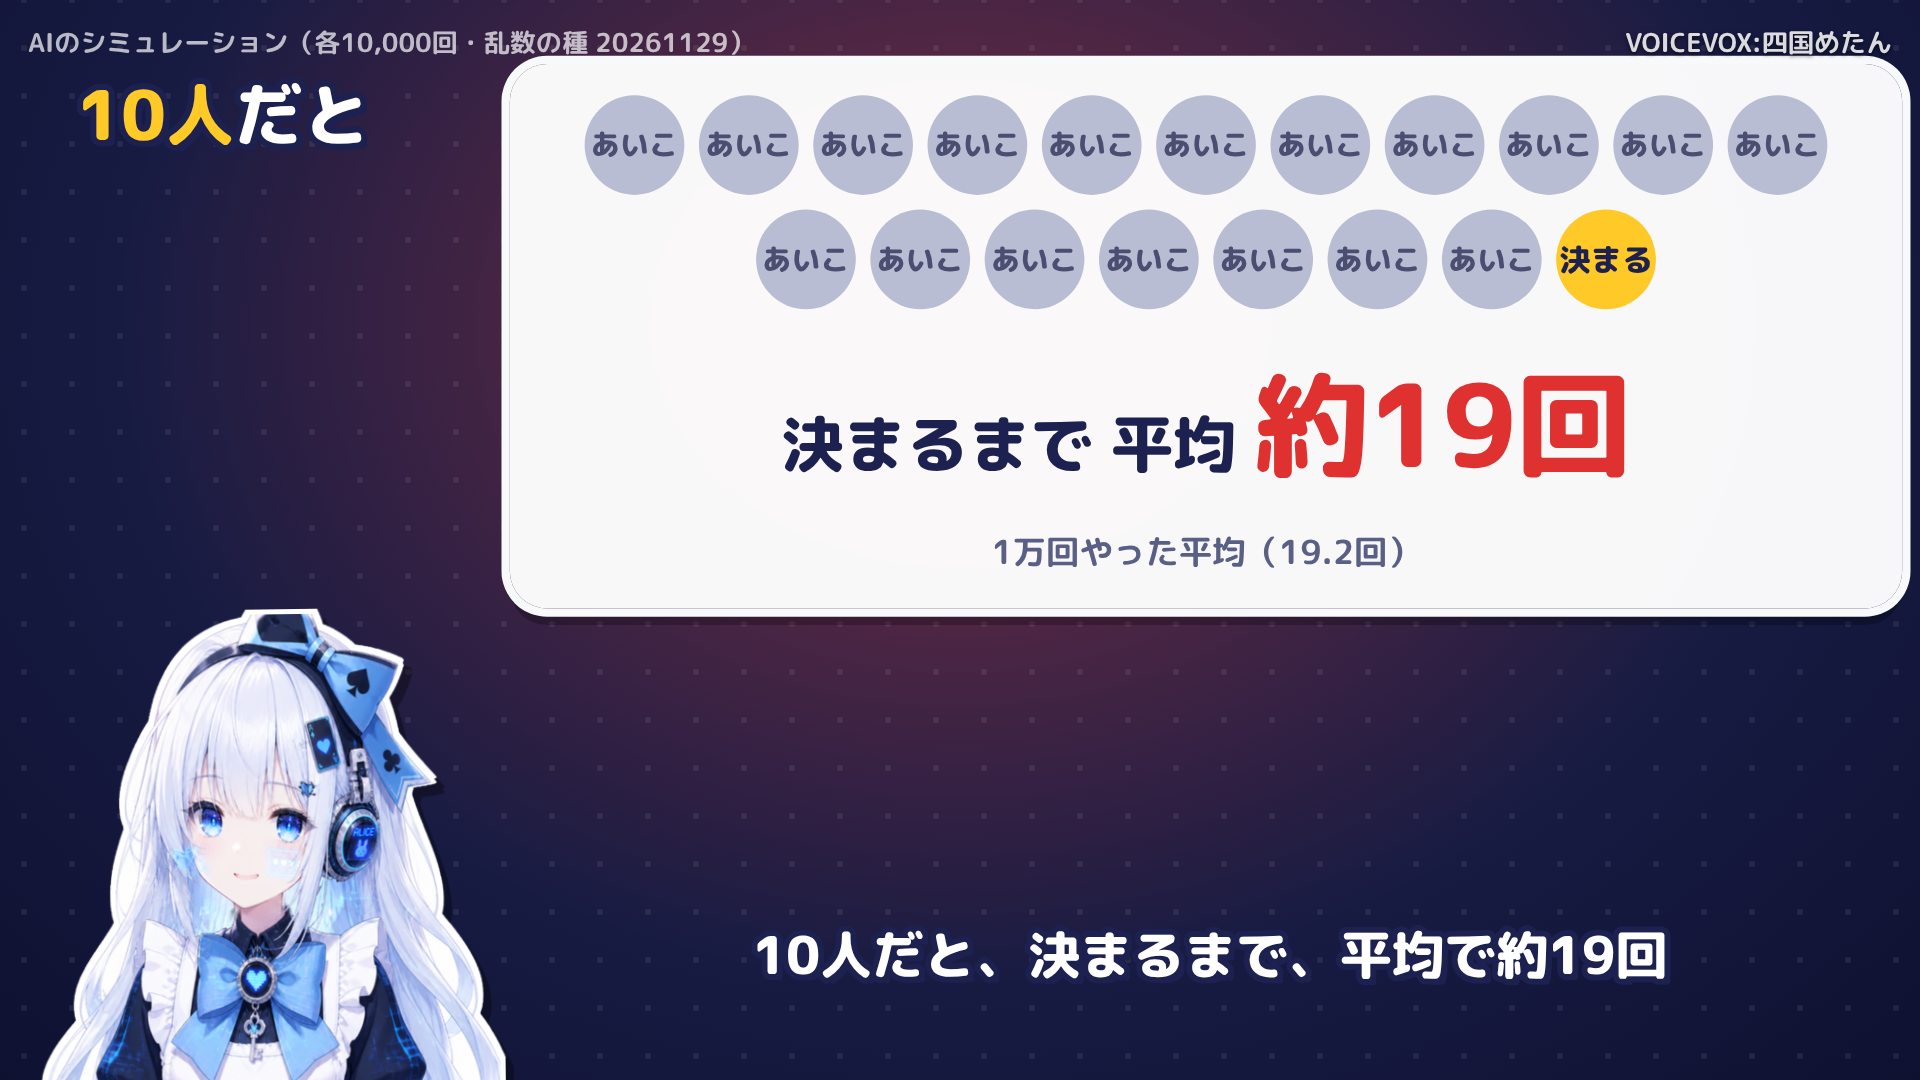 AIのシミュレーション（各10,000回・乱数の種 20261129）
VOICEVOX:四国めたん
10人だと
あいこ あいこ あいこ あいこ あいこ あいこ あいこ あいこ あいこ あいこ あいこ
あいこ あいこ あいこ あいこ あいこ あいこ あいこ 決まる
決まるまで 平均 約19回
1万回やった平均（19.2回）
ALICE
10人だと、決まるまで、平均で約19回